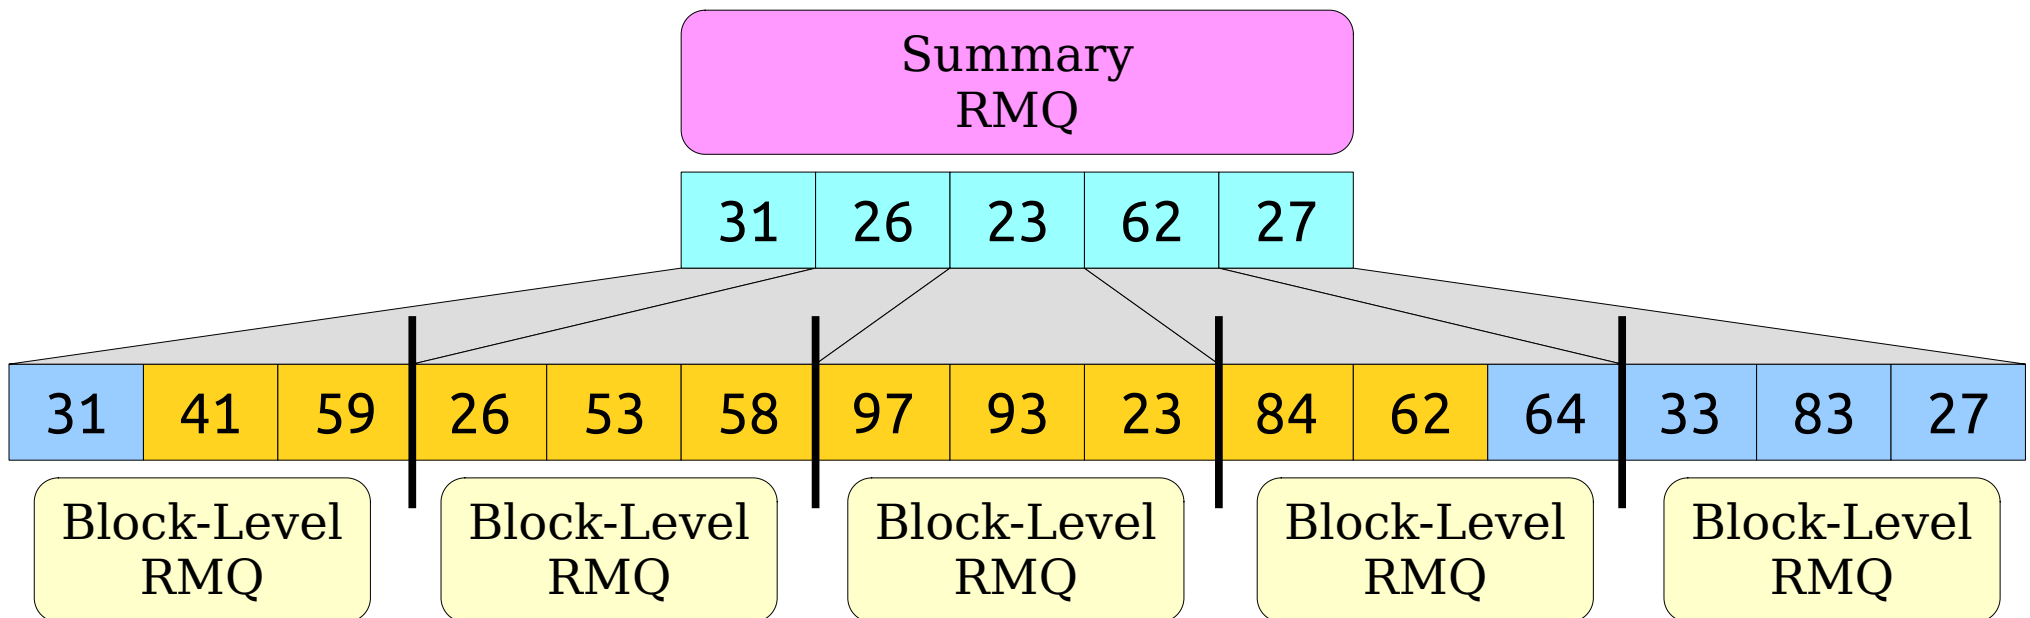 Summary
RMQ
31 26 23 62 27
31 41 59 26 53 58 97 93 23 84 62 64 33 83 27
Block-Level Block-Level Block-Level Block-Level Block-Level
RMQ RMQ RMQ RMQ RMQ